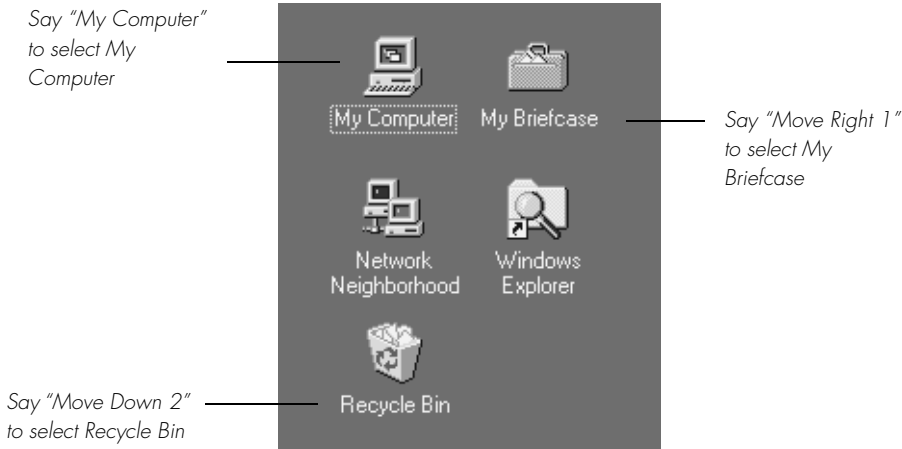 Say “My Computer”
to select My
Computer
My Computer
My Briefcase
Say “Move Right 1”
to select My
Briefcase
Network
Neighborhood
Windows
Explorer
Say “Move Down 2”
to select Recycle Bin
Recycle Bin